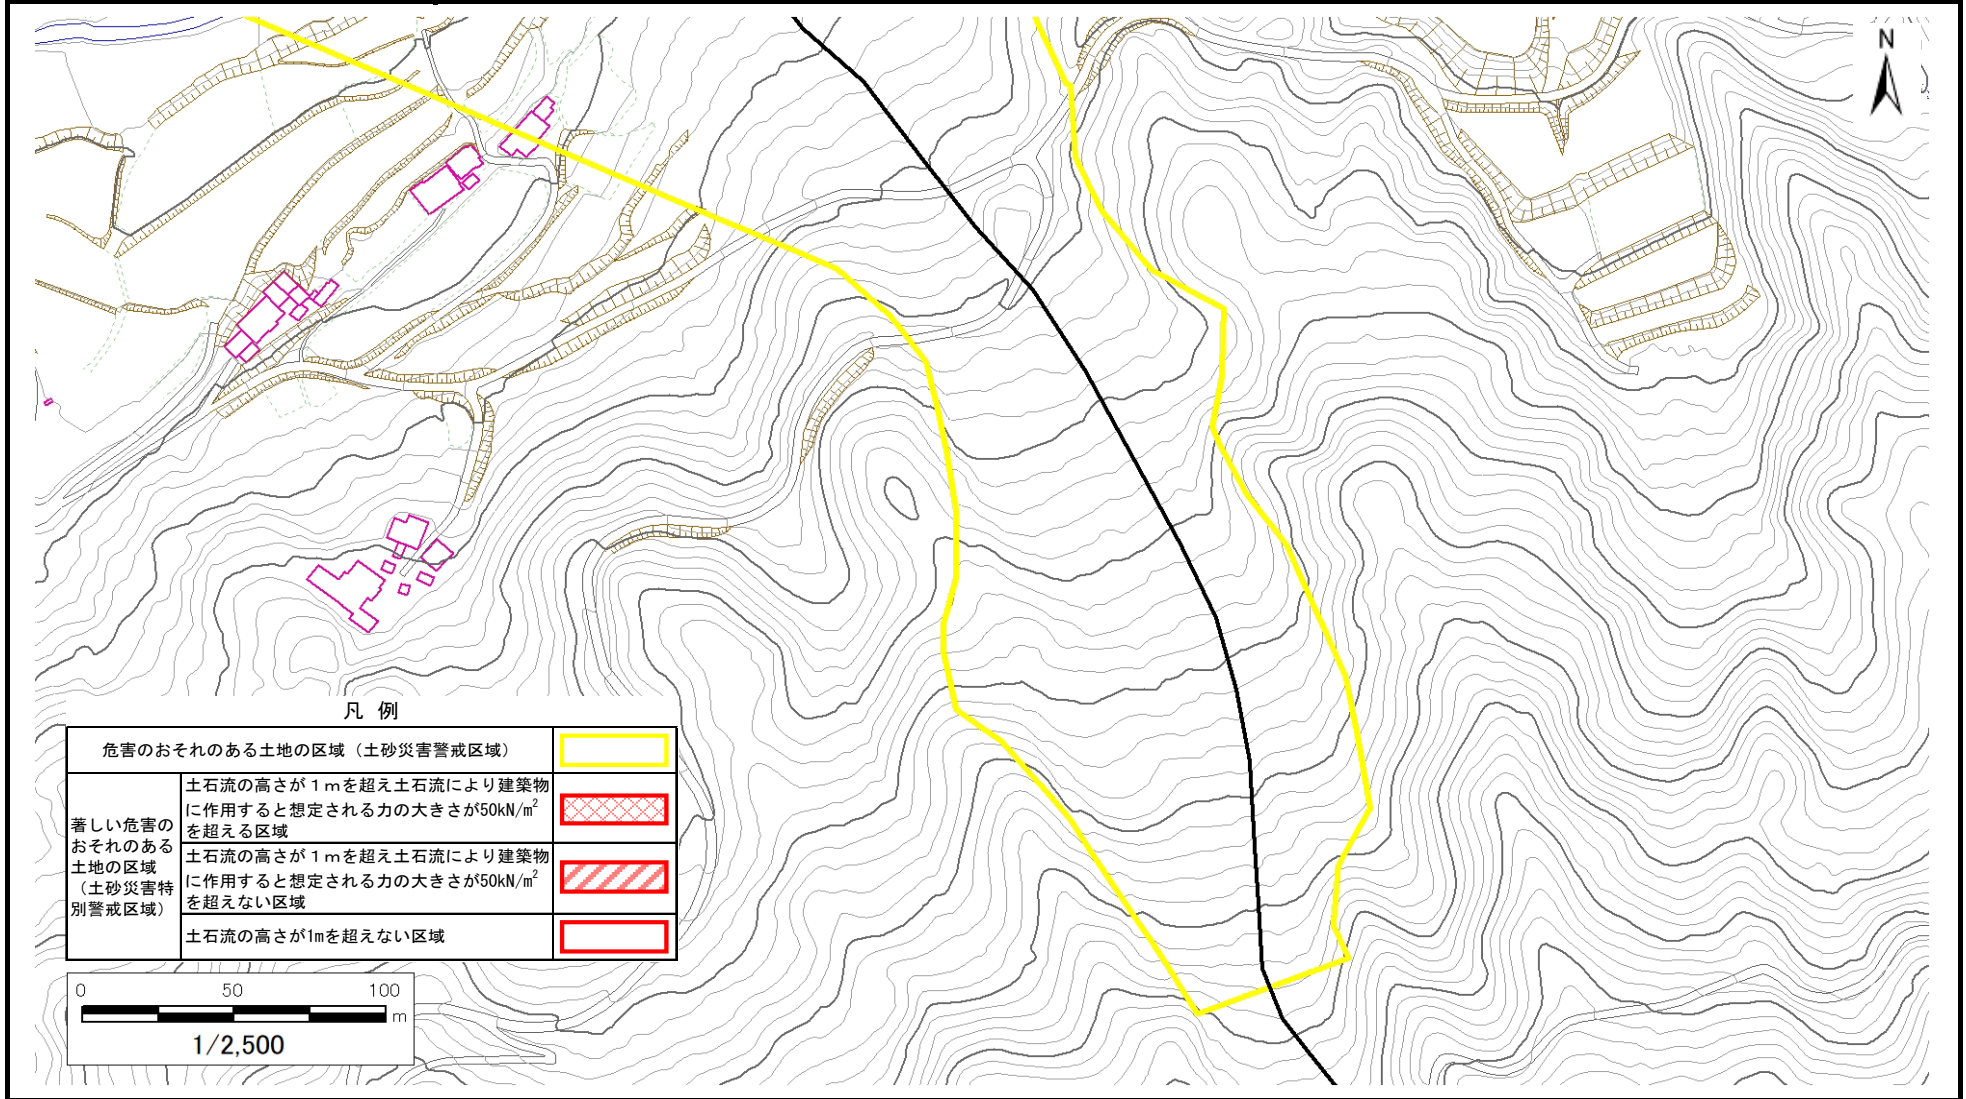 N
凡 例
危害のおそれのある土地の区域（土砂災害警戒区域）
著しい危害の
おそれのある
土地の区域
（土砂災害特
別警戒区域）
土石流の高さが１ｍを超え土石流により建築物
に作用すると想定される力の大きさが50kN/m²
を超える区域
土石流の高さが１ｍを超え土石流により建築物
に作用すると想定される力の大きさが50kN/m²
を超えない区域
土石流の高さが1mを超えない区域
0 50 100
m
1/2,500